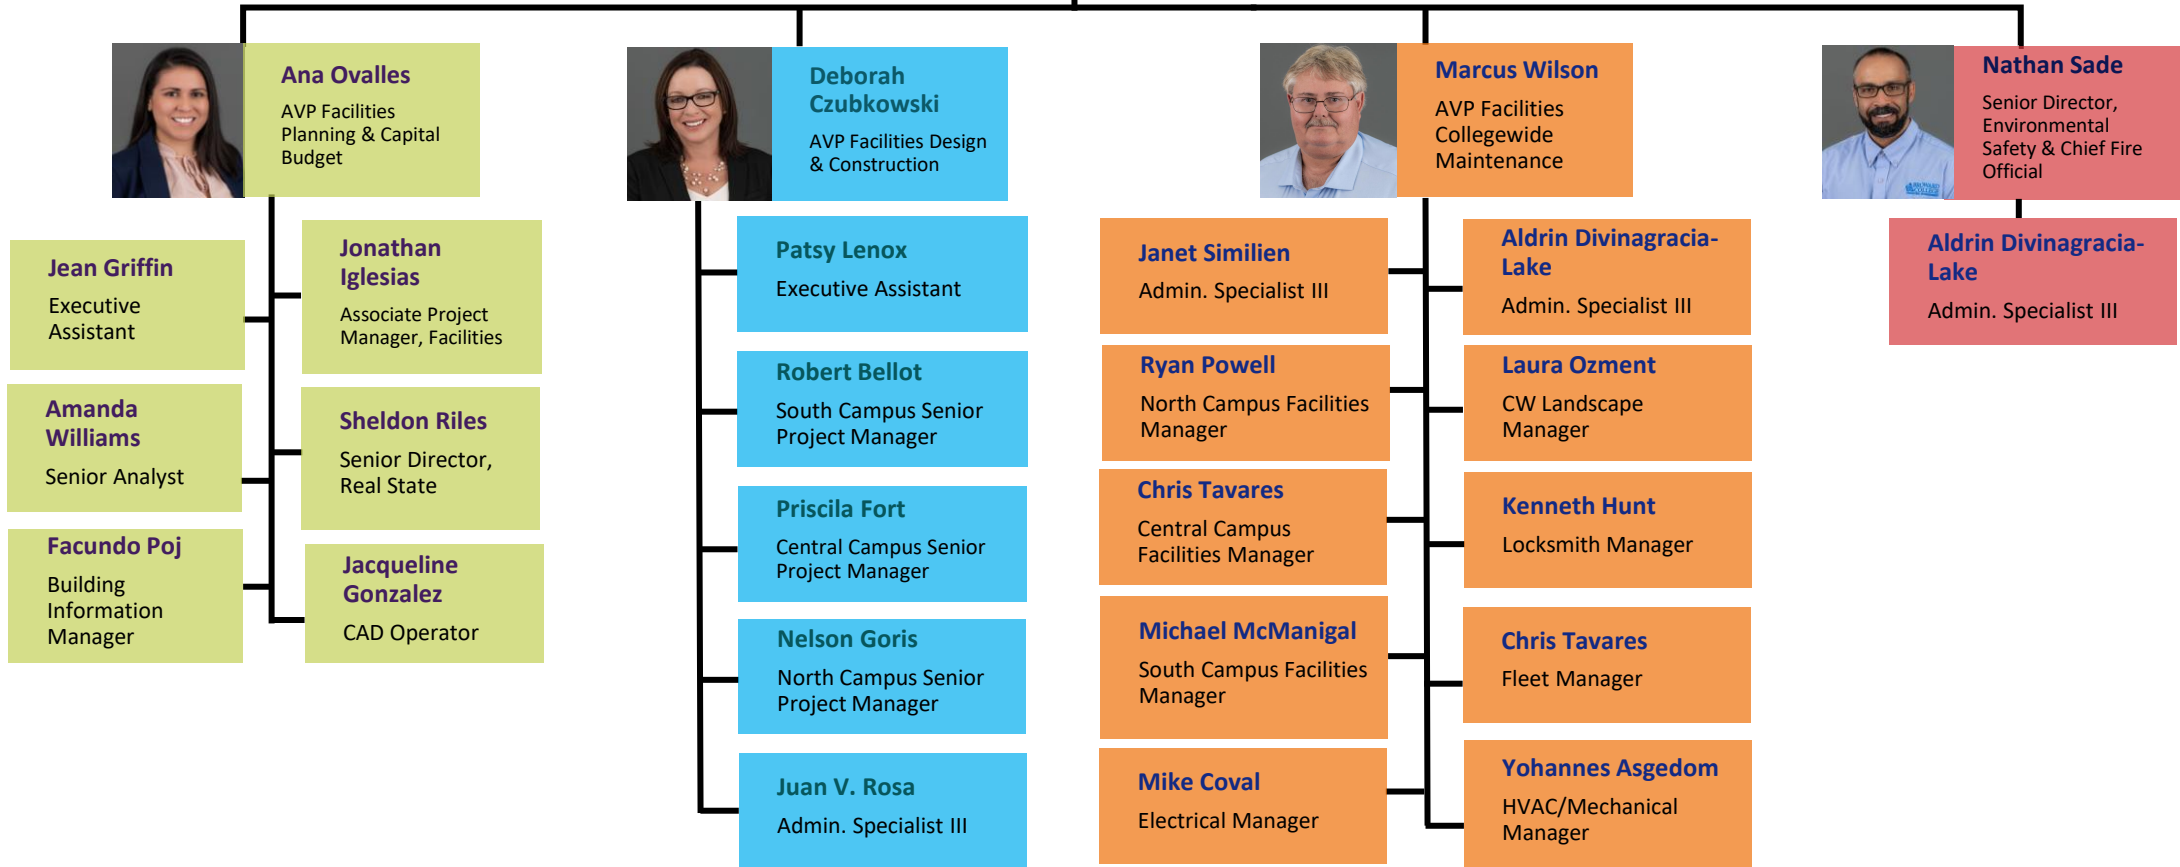 Ana Ovalles
AVP Facilities
Planning & Capital
Budget
Jean Griffin
Executive
Assistant
Jonathan
Iglesias
Associate Project
Manager, Facilities
Amanda
Williams
Senior Analyst
Sheldon Riles
Senior Director,
Real State
Facundo Poj
Building
Information
Manager
Jacqueline
Gonzalez
CAD Operator
Deborah
Czubkowski
AVP Facilities Design
& Construction
Patsy Lenox
Executive Assistant
Robert Bellot
South Campus Senior
Project Manager
Priscila Fort
Central Campus Senior
Project Manager
Nelson Goris
North Campus Senior
Project Manager
Juan V. Rosa
Admin. Specialist III
Marcus Wilson
AVP Facilities
Collegewide
Maintenance
Janet Similien
Admin. Specialist III
Aldrin Divinagracia-
Lake
Admin. Specialist III
Ryan Powell
North Campus Facilities
Manager
Laura Ozment
CW Landscape
Manager
Chris Tavares
Central Campus
Facilities Manager
Kenneth Hunt
Locksmith Manager
Michael McManigal
South Campus Facilities
Manager
Chris Tavares
Fleet Manager
Mike Coval
Electrical Manager
Yohannes Asgedom
HVAC/Mechanical
Manager
Nathan Sade
Senior Director,
Environmental
Safety & Chief Fire
Official
BROWARD
COLLEGE
Aldrin Divinagracia-
Lake
Admin. Specialist III